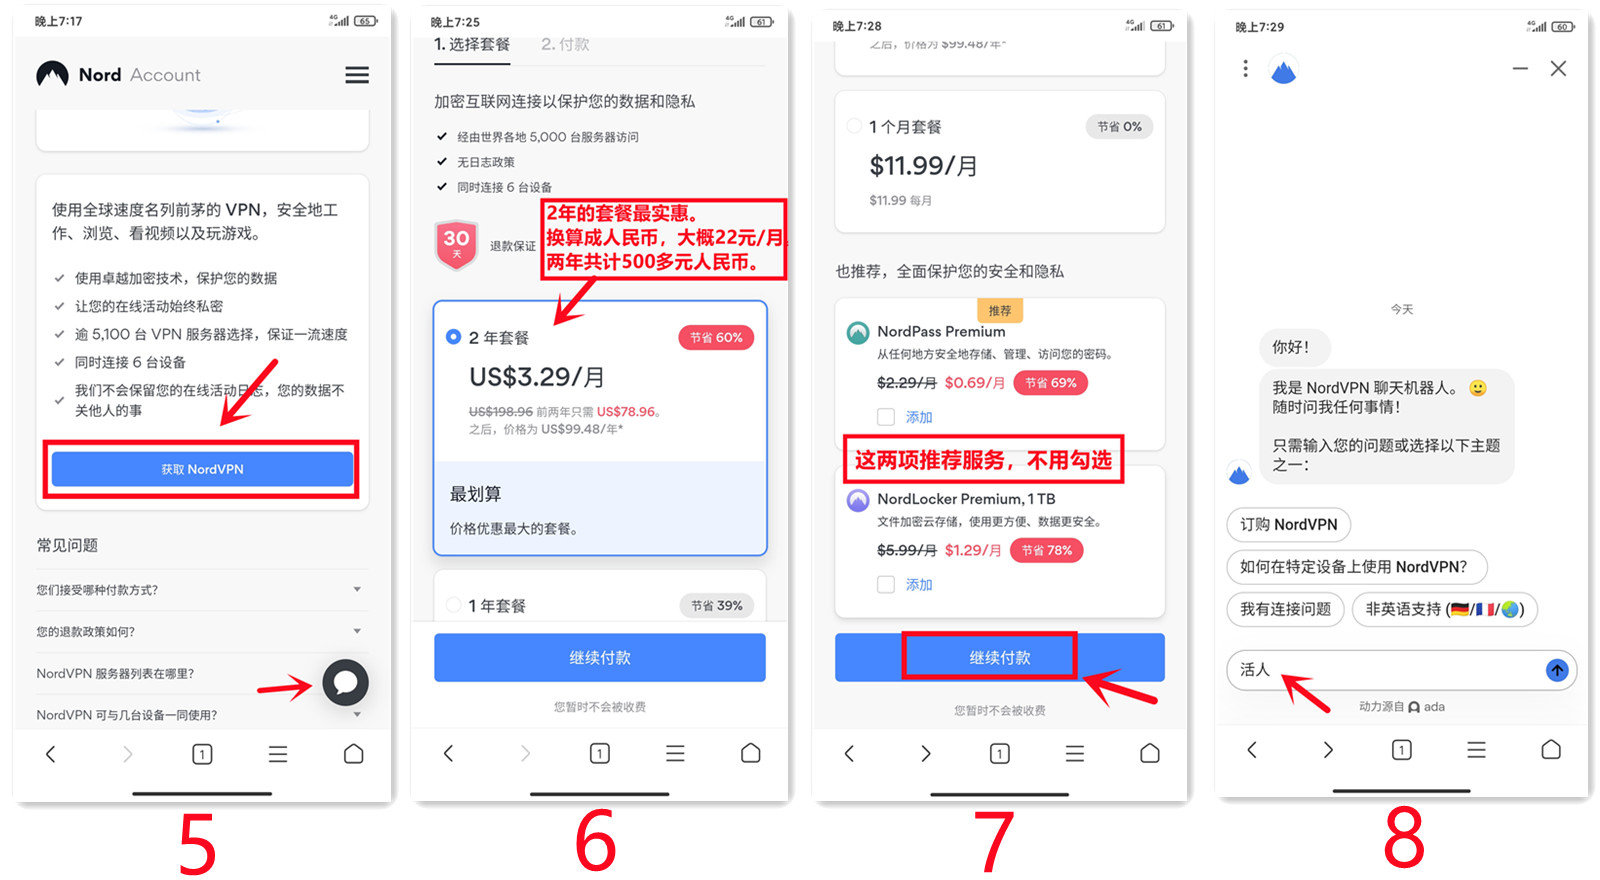 晚上7:17
4G
65
Nord Account
使用全球速度名列前茅的 VPN，安全地工
作、浏览、看视频以及玩游戏。
使用卓越加密技术，保护您的数据
让您的在线活动始终私密
逾 5,100 台 VPN 服务器选择，保证一流速度
同时连接 6 台设备
我们不会保留您的在线活动日志，您的数据不
关他人的事
获取 NordVPN
常见问题
您们接受哪种付款方式？
您的退款政策如何？
NordVPN 服务器列表在哪里？
NordVPN 可与几台设备一同使用？
1
5
晚上7:25
4G
61
1. 选择套餐
2. 付款
加密互联网连接以保护您的数据和隐私
经由世界各地 5,000 台服务器访问
无日志政策
同时连接 6 台设备
30
天
退款保证
2年的套餐最实惠。
换算成人民币，大概22元/月，
两年共计500多元人民币。
2 年套餐
节省 60%
US$3.29/月
US$198.96 前两年只需 US$78.96。
之后，价格为 US$99.48/年*
最划算
价格优惠最大的套餐。
1 年套餐
节省 39%
继续付款
您暂时不会被收费
1
6
晚上7:28
4G
61
之后，价格为 $99.48/年*
1 个月套餐
节省 0%
$11.99/月
$11.99 每月
也推荐，全面保护您的安全和隐私
推荐
NordPass Premium
从任何地方安全地存储、管理、访问您的密码。
$2.29/月 $0.69/月 节省 69%
添加
这两项推荐服务，不用勾选
NordLocker Premium, 1 TB
文件加密云存储，使用更方便、数据更安全。
$5.99/月 $1.29/月 节省 78%
添加
继续付款
您暂时不会被收费
1
7
晚上7:29
4G
60
今天
你好！
我是 NordVPN 聊天机器人。
随时问我任何事情！
只需输入您的问题或选择以下主题
之一：
订购 NordVPN
如何在特定设备上使用 NordVPN？
我有连接问题
非英语支持 (🇩🇪/🇫🇷/🌏)
活人
动力源自 ada
1
8